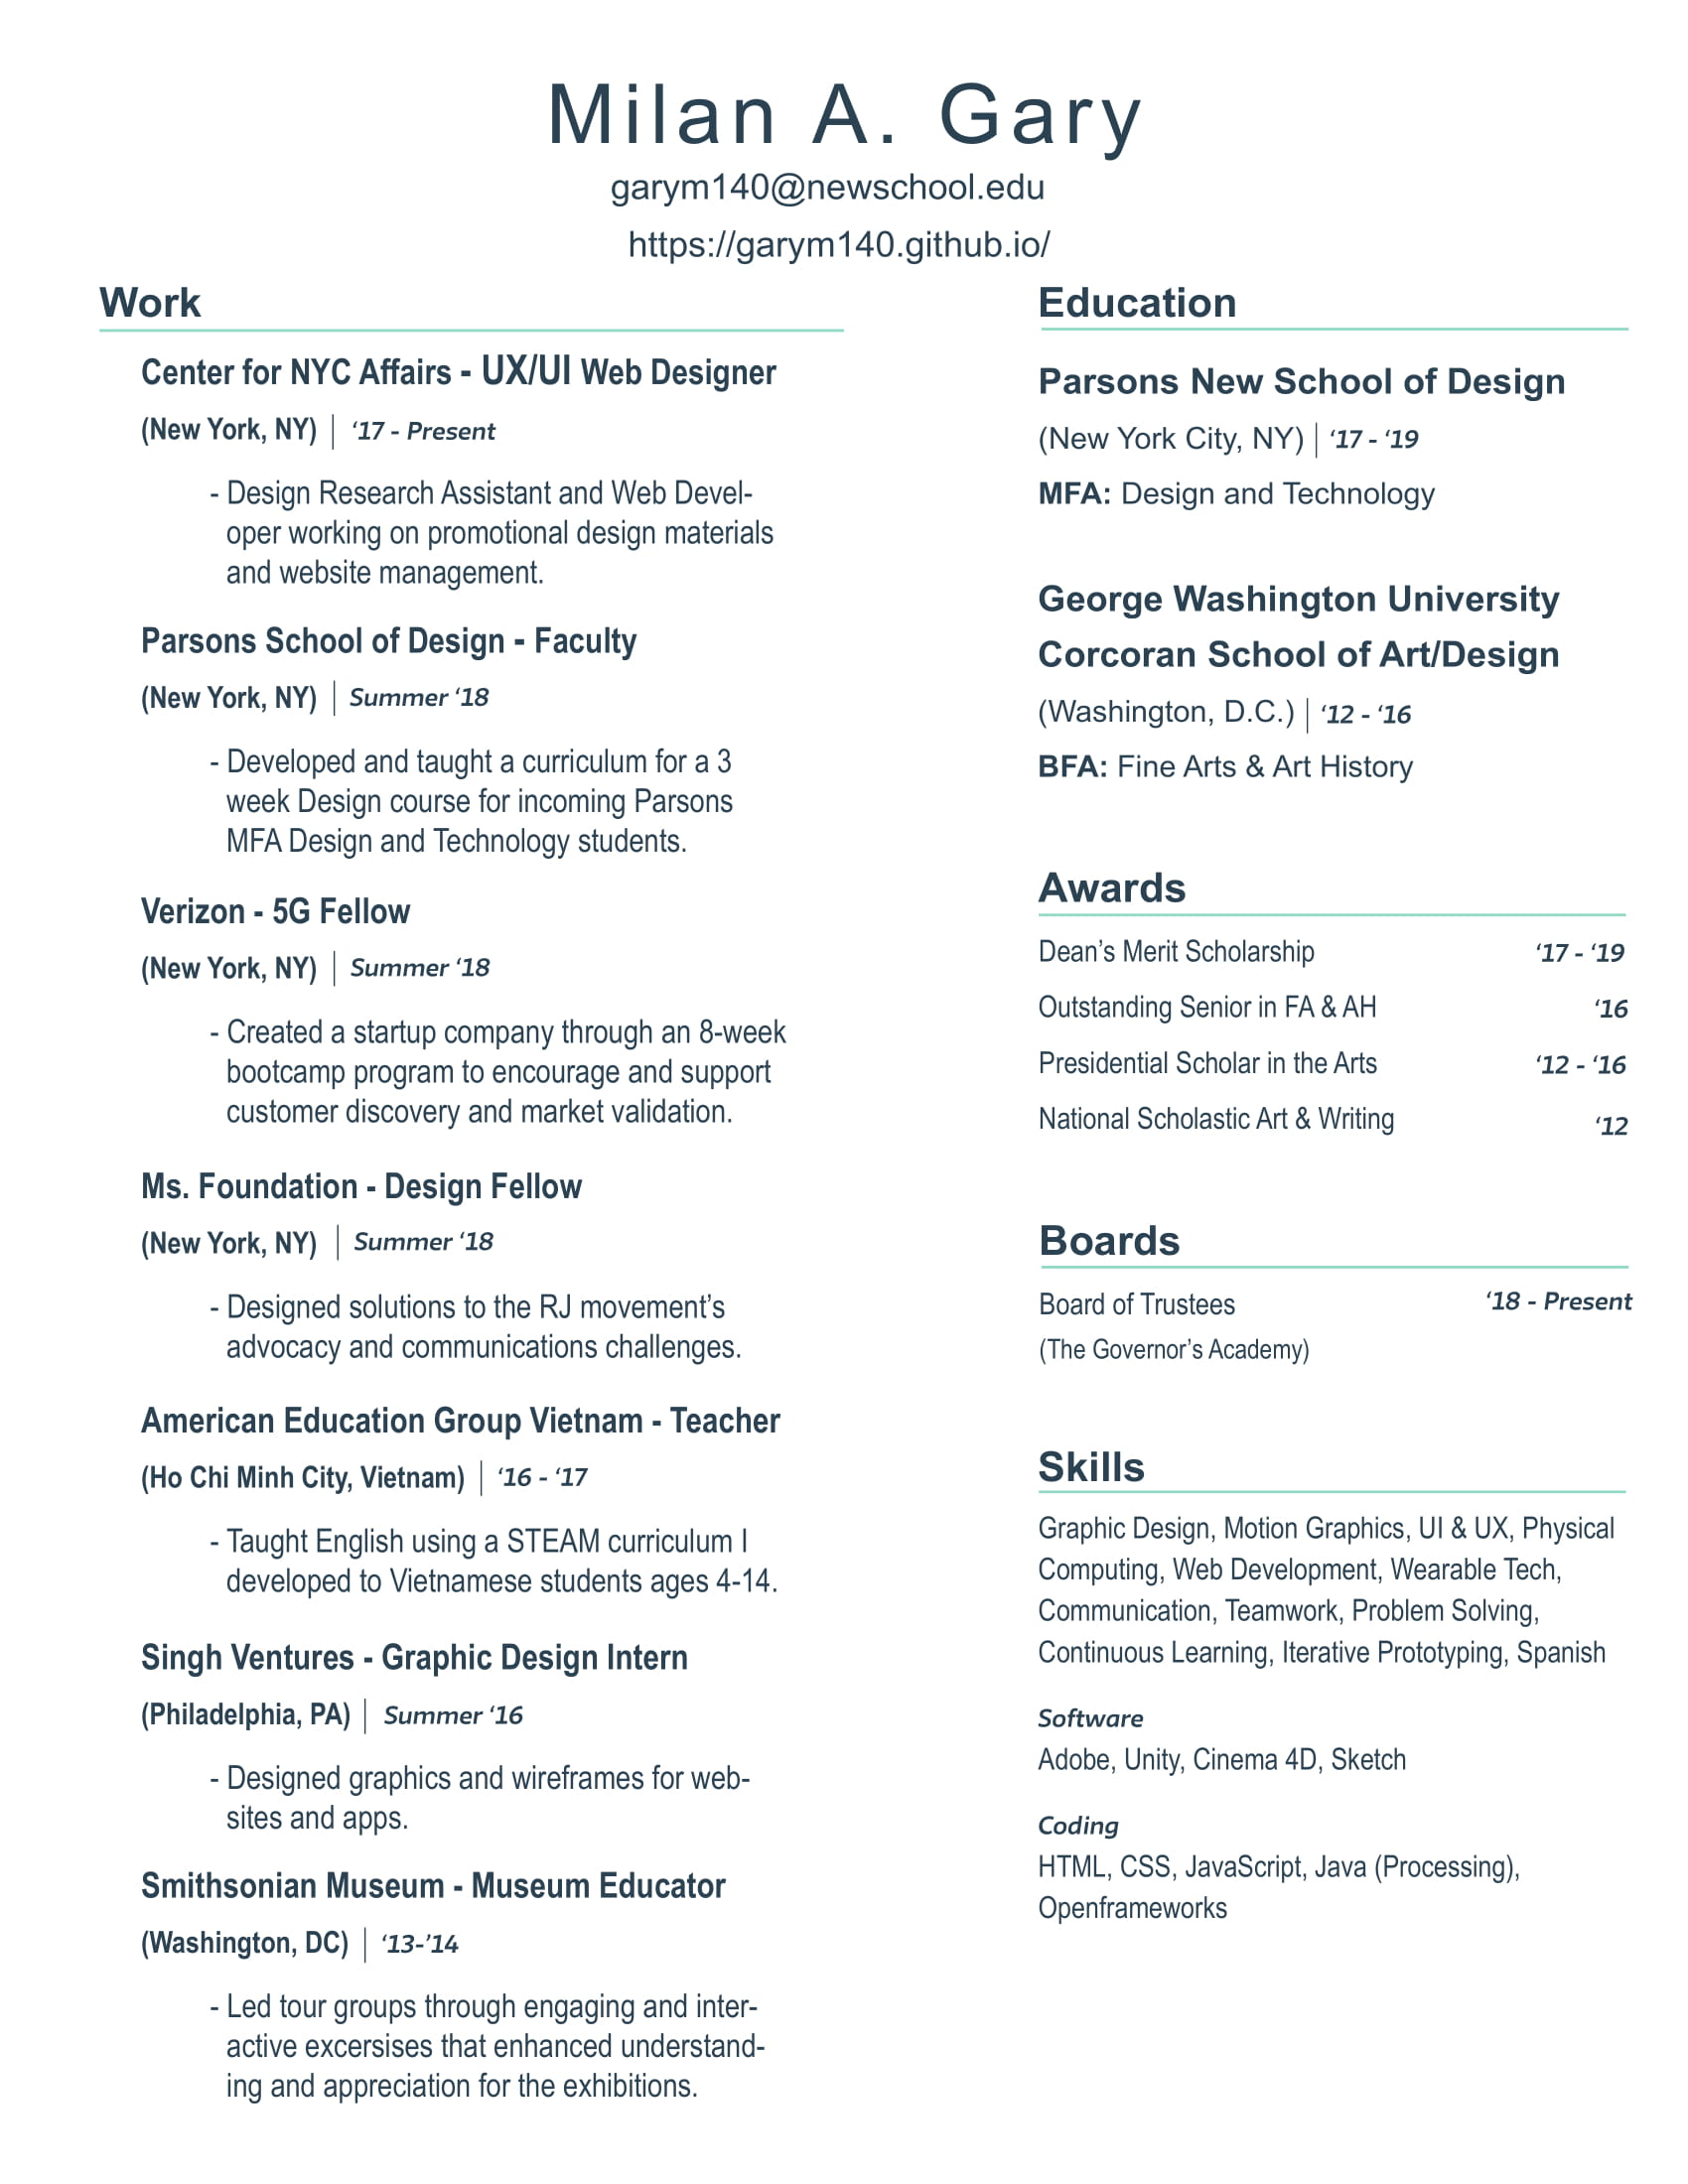 Milan A. Gary
garym140@newschool.edu
https://garym140.github.io/
Work
Center for NYC Affairs - UX/UI Web Designer
(New York, NY) | ‘17 - Present
- Design Research Assistant and Web Devel-
oper working on promotional design materials
and website management.
Parsons School of Design - Faculty
(New York, NY) | Summer ‘18
- Developed and taught a curriculum for a 3
week Design course for incoming Parsons
MFA Design and Technology students.
Verizon - 5G Fellow
(New York, NY) | Summer ‘18
- Created a startup company through an 8-week
bootcamp program to encourage and support
customer discovery and market validation.
Ms. Foundation - Design Fellow
(New York, NY) | Summer ‘18
- Designed solutions to the RJ movement’s
advocacy and communications challenges.
American Education Group Vietnam - Teacher
(Ho Chi Minh City, Vietnam) | ‘16 - ‘17
- Taught English using a STEAM curriculum I
developed to Vietnamese students ages 4-14.
Singh Ventures - Graphic Design Intern
(Philadelphia, PA) | Summer ‘16
- Designed graphics and wireframes for web-
sites and apps.
Smithsonian Museum - Museum Educator
(Washington, DC) | ‘13-’14
- Led tour groups through engaging and inter-
active excersises that enhanced understand-
ing and appreciation for the exhibitions.
Education
Parsons New School of Design
(New York City, NY) | ‘17 - ‘19
MFA: Design and Technology
George Washington University
Corcoran School of Art/Design
(Washington, D.C.) | ‘12 - ‘16
BFA: Fine Arts & Art History
Awards
Dean’s Merit Scholarship ‘17 - ‘19
Outstanding Senior in FA & AH ‘16
Presidential Scholar in the Arts ‘12 - ‘16
National Scholastic Art & Writing ‘12
Boards
Board of Trustees ‘18 - Present
(The Governor’s Academy)
Skills
Graphic Design, Motion Graphics, UI & UX, Physical
Computing, Web Development, Wearable Tech,
Communication, Teamwork, Problem Solving,
Continuous Learning, Iterative Prototyping, Spanish
Software
Adobe, Unity, Cinema 4D, Sketch
Coding
HTML, CSS, JavaScript, Java (Processing),
Openframeworks